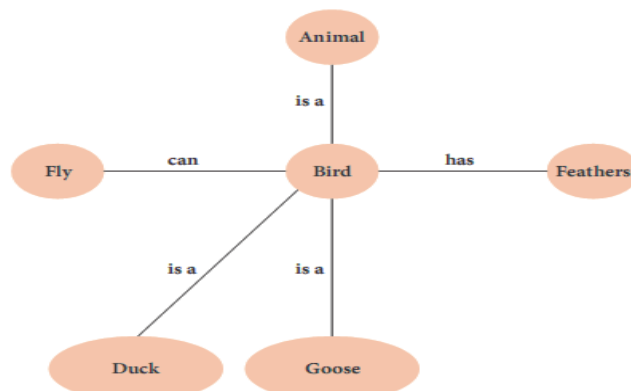 Animal
is a
Fly
can
Bird
has
Feathers
is a
is a
Duck
Goose